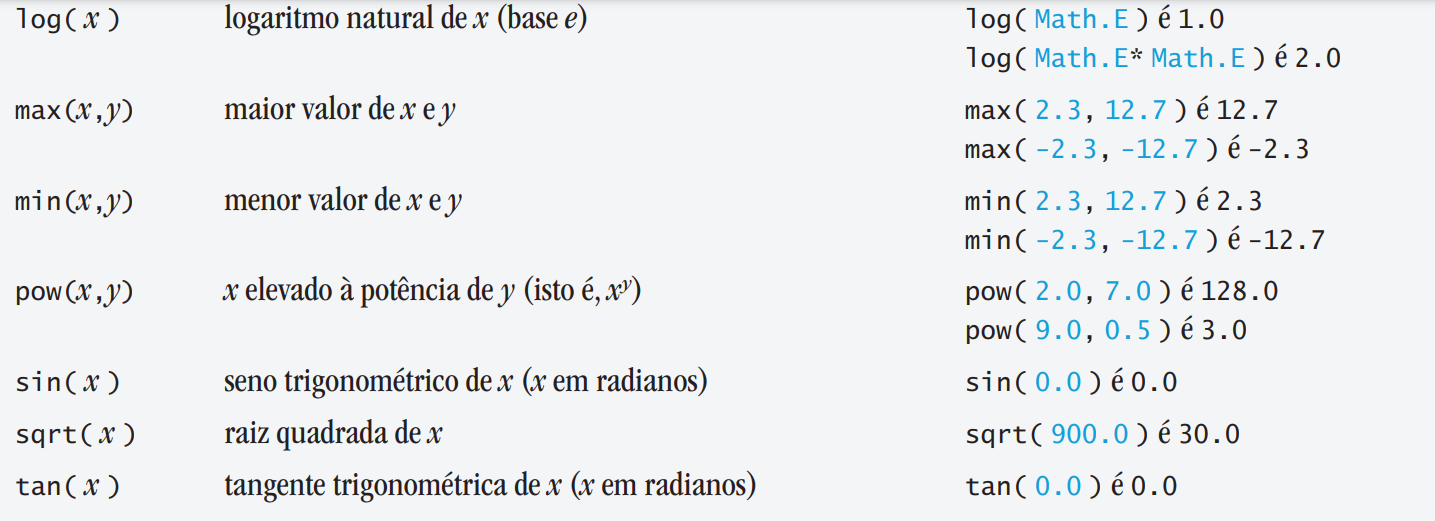 log( x ) logaritmo natural de x (base e) log( Math.E ) é 1.0
log( Math.E* Math.E ) é 2.0
max(x,y) maior valor de x e y max( 2.3, 12.7 ) é 12.7
max( -2.3, -12.7 ) é -2.3
min(x,y) menor valor de x e y min( 2.3, 12.7 ) é 2.3
min( -2.3, -12.7 ) é -12.7
pow(x,y) x elevado à potência de y (isto é, xʸ) pow( 2.0, 7.0 ) é 128.0
pow( 9.0, 0.5 ) é 3.0
sin( x ) seno trigonométrico de x (x em radianos) sin( 0.0 ) é 0.0
sqrt( x ) raiz quadrada de x sqrt( 900.0 ) é 30.0
tan( x ) tangente trigonométrica de x (x em radianos) tan( 0.0 ) é 0.0